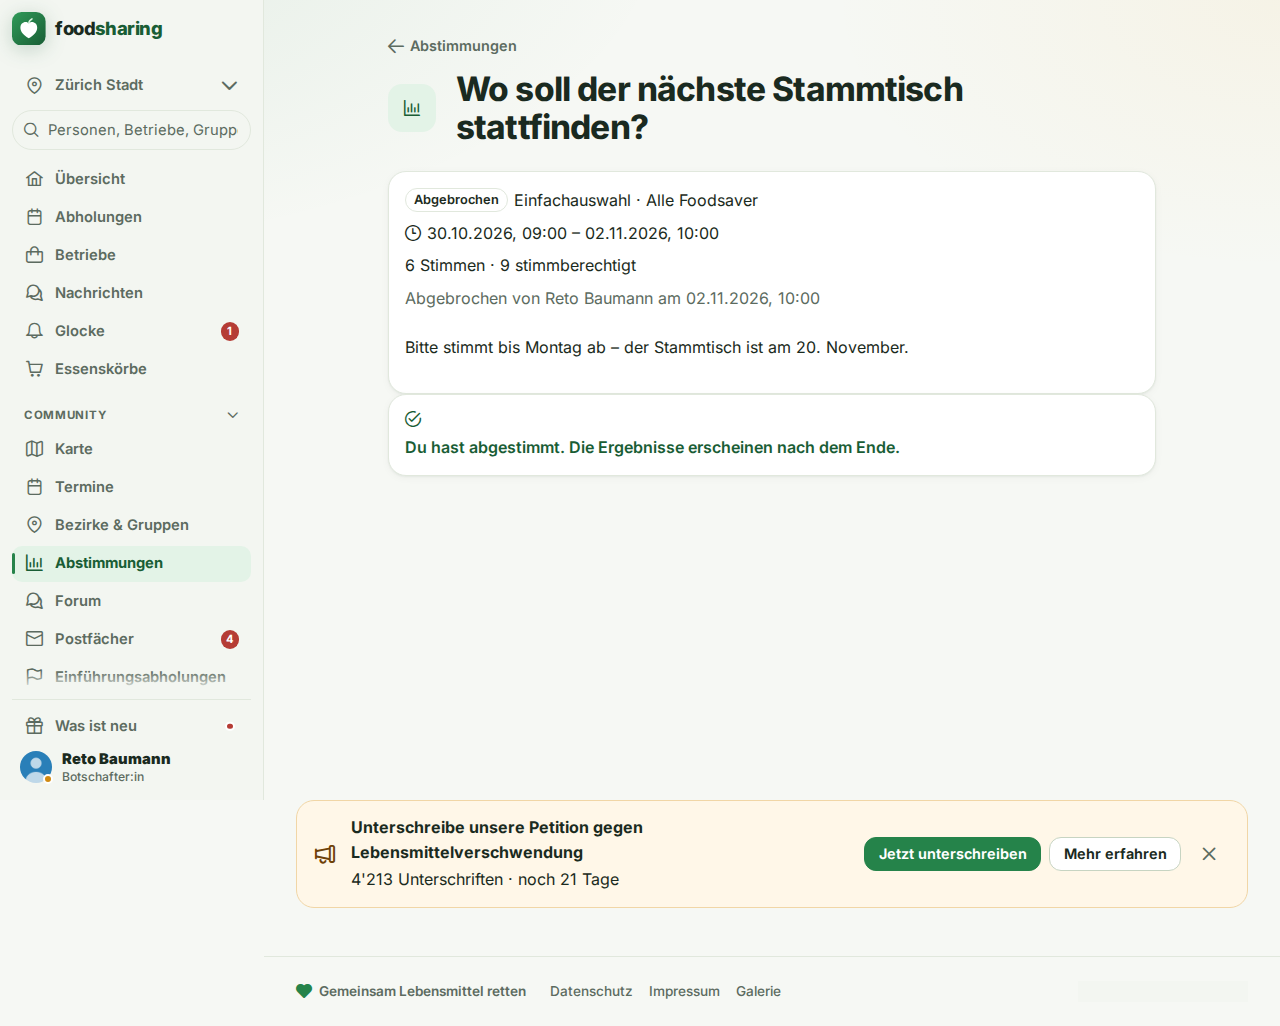 foodsharing
Zürich Stadt
Personen, Betriebe, Grupp
Übersicht
Abholungen
Betriebe
Nachrichten
Glocke 1
Essenskörbe
COMMUNITY
Karte
Termine
Bezirke & Gruppen
Abstimmungen
Forum
Postfächer 4
Einführungsabholungen
Was ist neu
Reto Baumann
Botschafter:in
Abstimmungen
Wo soll der nächste Stammtisch
stattfinden?
Abgebrochen Einfachauswahl · Alle Foodsaver
30.10.2026, 09:00 – 02.11.2026, 10:00
6 Stimmen · 9 stimmberechtigt
Abgebrochen von Reto Baumann am 02.11.2026, 10:00
Bitte stimmt bis Montag ab – der Stammtisch ist am 20. November.
Du hast abgestimmt. Die Ergebnisse erscheinen nach dem Ende.
Unterschreibe unsere Petition gegen
Lebensmittelverschwendung
4'213 Unterschriften · noch 21 Tage
Jetzt unterschreiben Mehr erfahren
Gemeinsam Lebensmittel retten Datenschutz Impressum Galerie